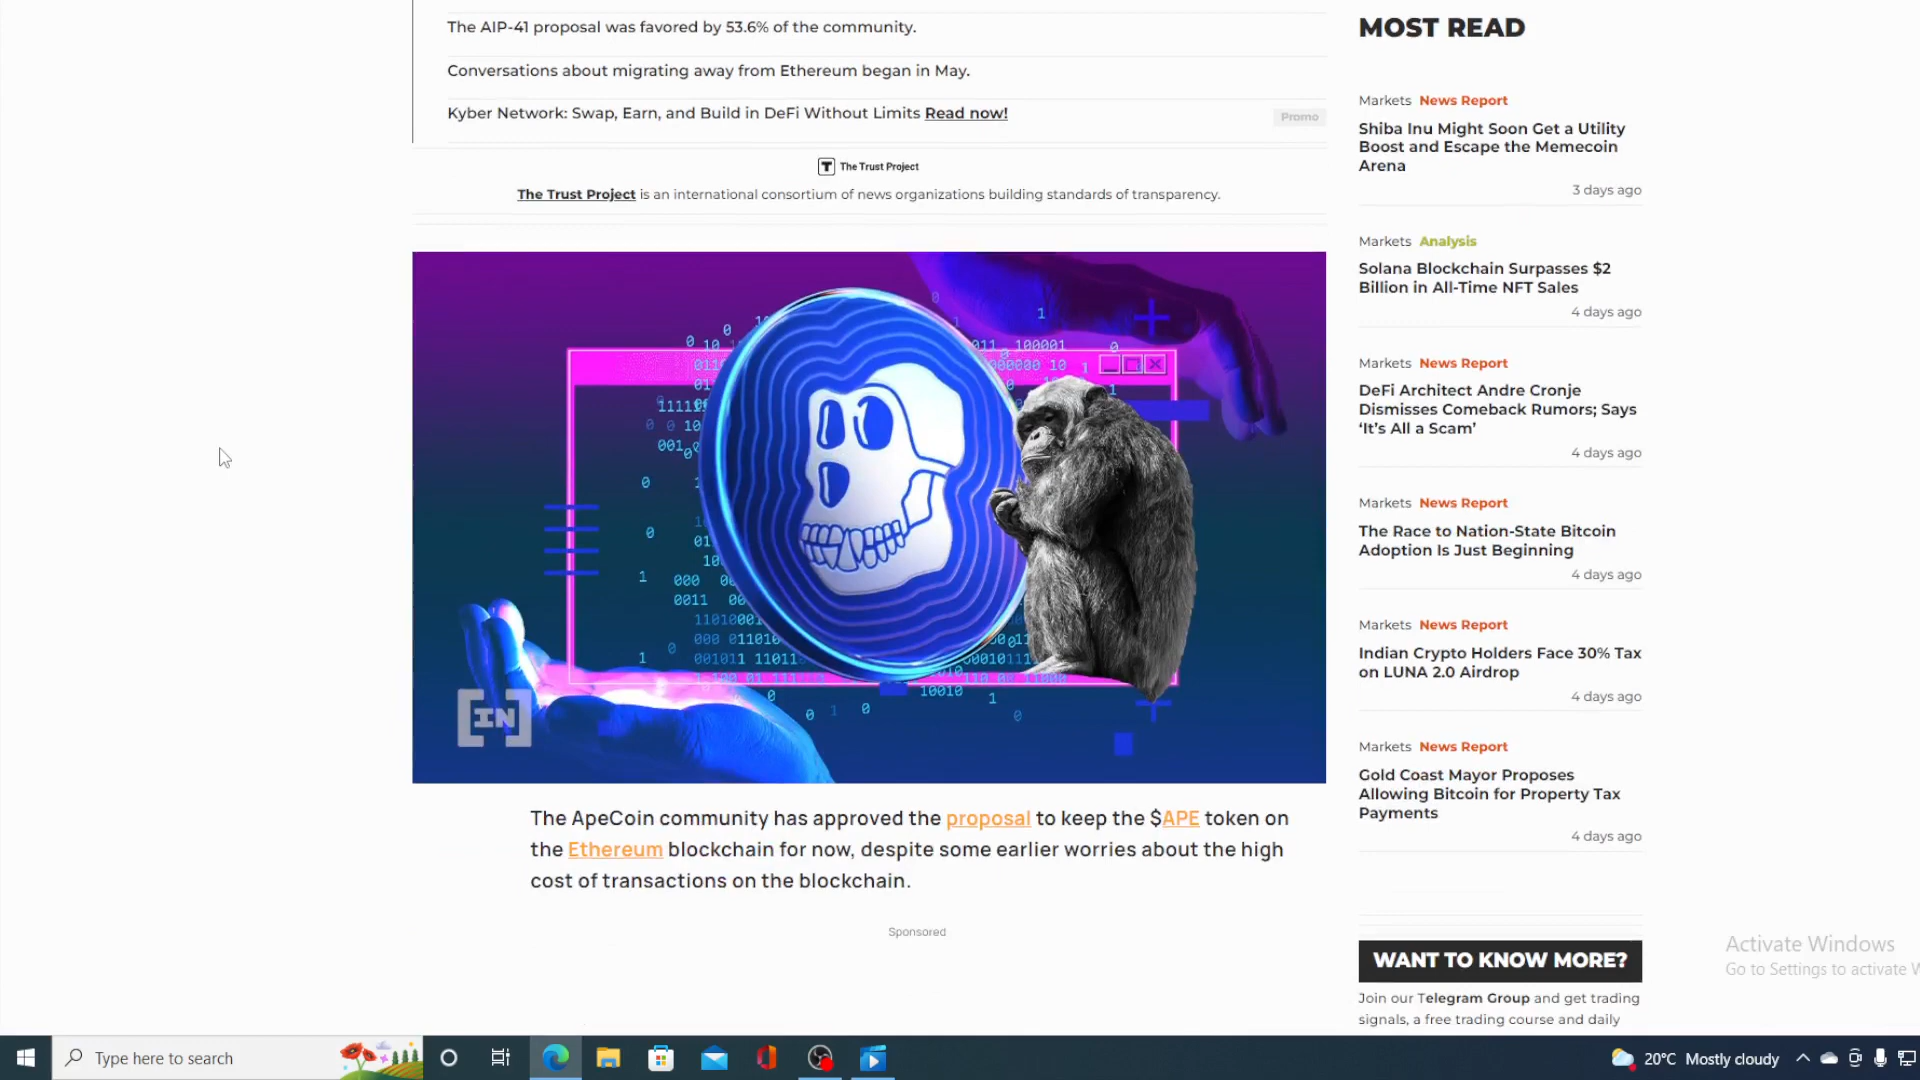 The AIP-41 proposal was favored by 53.6% of the community.
Conversations about migrating away from Ethereum began in May.
Kyber Network: Swap, Earn, and Build in DeFi Without Limits Read now!
Promo
The Trust Project
The Trust Project is an international consortium of news organizations building standards of transparency.
IN
The ApeCoin community has approved the proposal to keep the $APE token on
the Ethereum blockchain for now, despite some earlier worries about the high
cost of transactions on the blockchain.
Sponsored
MOST READ
Markets News Report
Shiba Inu Might Soon Get a Utility
Boost and Escape the Memecoin
Arena
3 days ago
Markets Analysis
Solana Blockchain Surpasses $2
Billion in All-Time NFT Sales
4 days ago
Markets News Report
DeFi Architect Andre Cronje
Dismisses Comeback Rumors; Says
‘It’s All a Scam’
4 days ago
Markets News Report
The Race to Nation-State Bitcoin
Adoption Is Just Beginning
4 days ago
Markets News Report
Indian Crypto Holders Face 30% Tax
on LUNA 2.0 Airdrop
4 days ago
Markets News Report
Gold Coast Mayor Proposes
Allowing Bitcoin for Property Tax
Payments
4 days ago
WANT TO KNOW MORE?
Join our Telegram Group and get trading
signals, a free trading course and daily
Activate Windows
Go to Settings to activate W
Type here to search
20°C Mostly cloudy